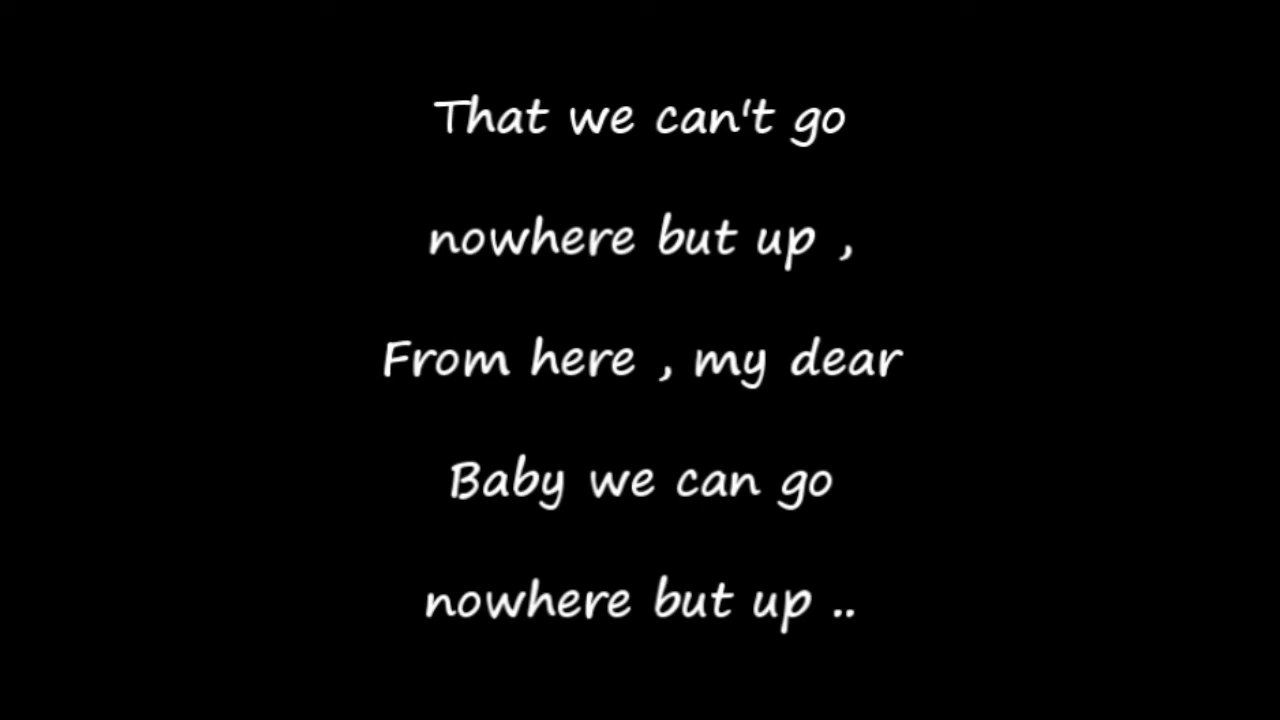 That we can't go
nowhere but up ,
From here , my dear
Baby we can go
nowhere but up ..